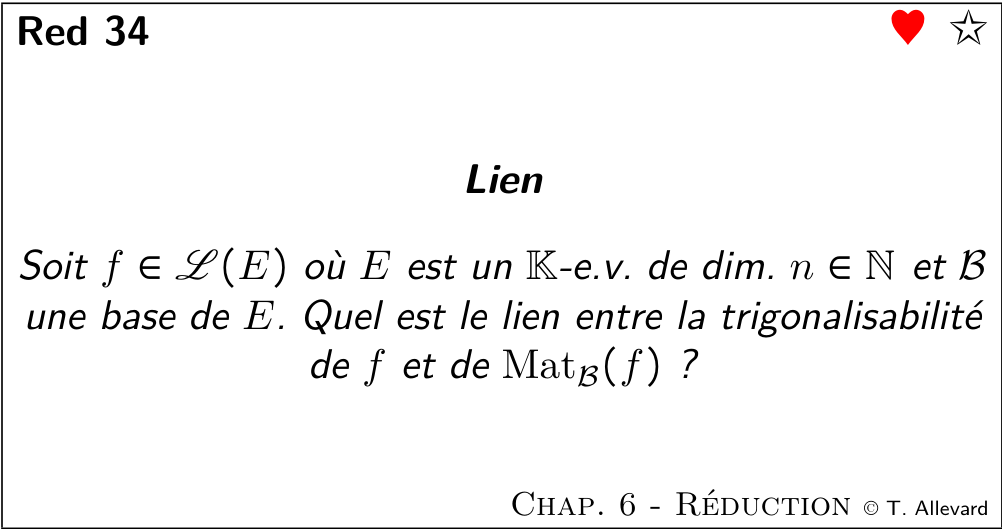 Red 34
Lien
Soit f ∈ ℒ(E) où E est un 𝕂-e.v. de dim. n ∈ ℕ et ℬ
une base de E. Quel est le lien entre la trigonalisabilité
de f et de Mat_ℬ(f) ?
CHAP. 6 - RÉDUCTION © T. Allevard